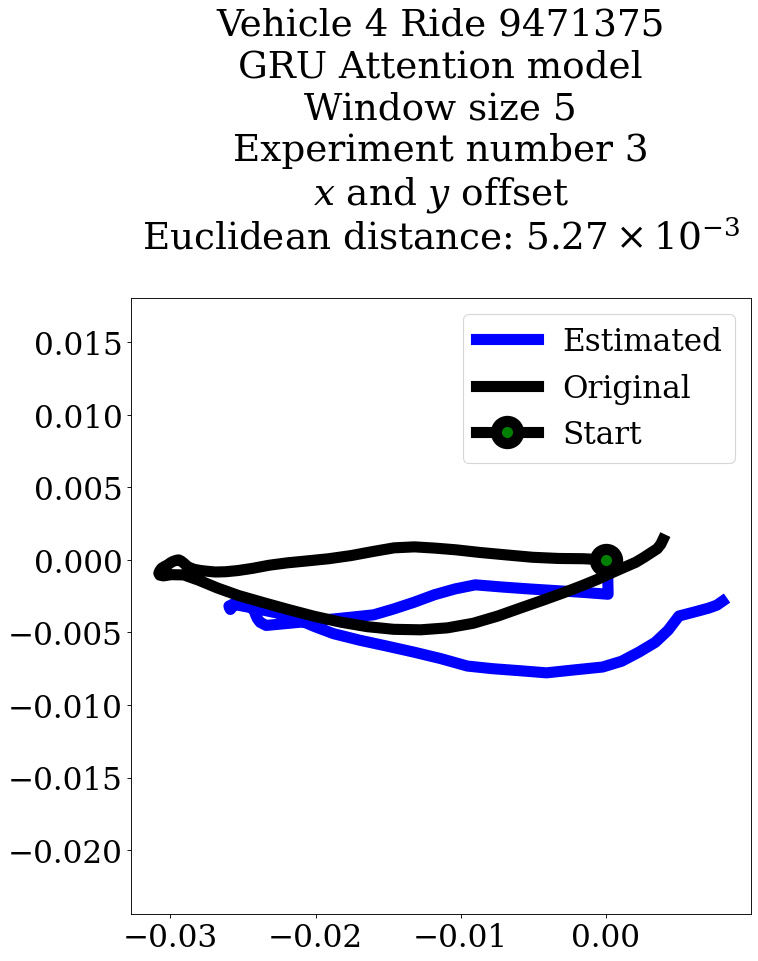 Vehicle 4 Ride 9471375
GRU Attention model
Window size 5
Experiment number 3
x and y offset
Euclidean distance: 5.27 × 10⁻³
Estimated
Original
Start
0.015
0.010
0.005
0.000
−0.005
−0.010
−0.015
−0.020
−0.03 −0.02 −0.01 0.00